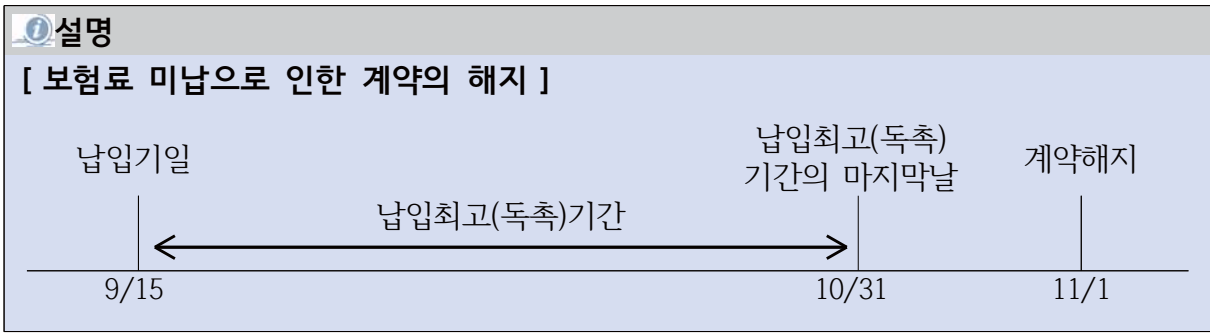 설명
[ 보험료 미납으로 인한 계약의 해지 ]
납입기일
납입최고(독촉)
기간의 마지막날
계약해지
납입최고(독촉)기간
9/15
10/31
11/1